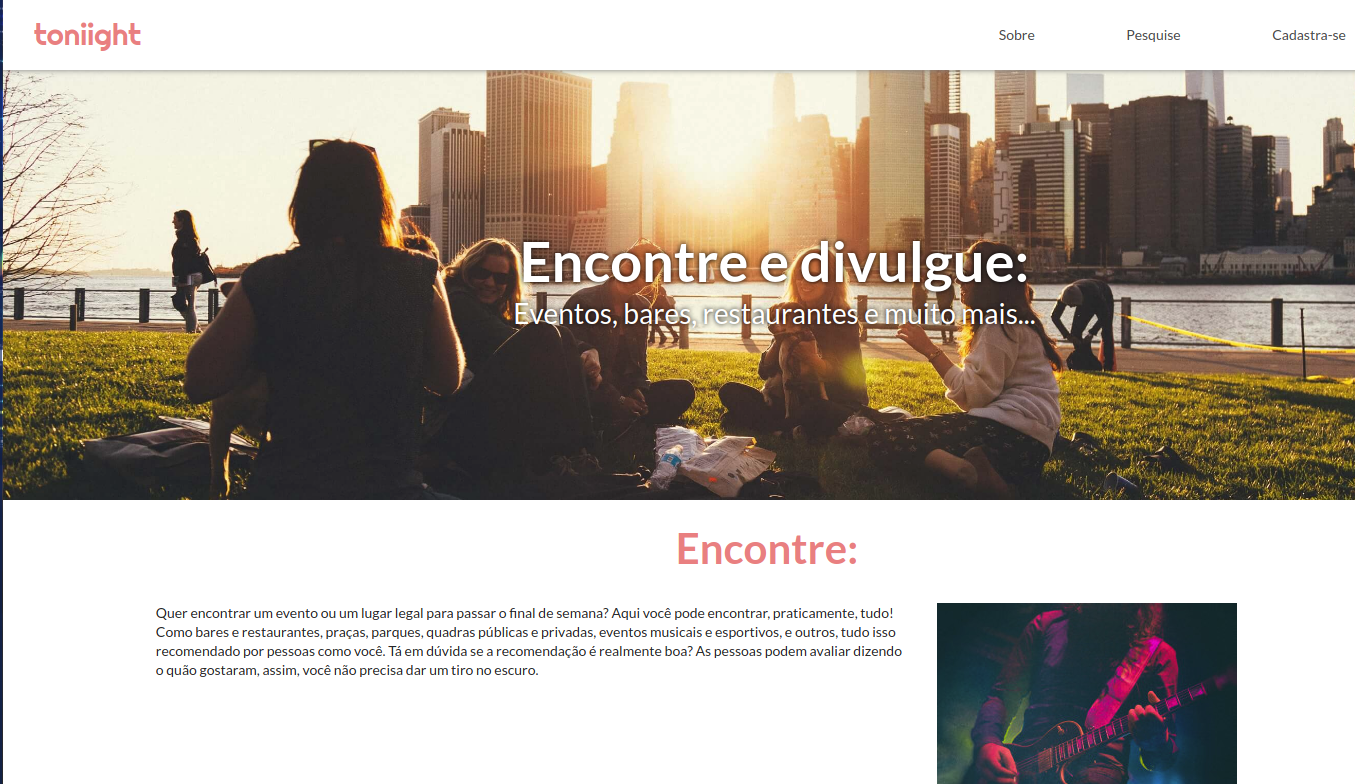 toniight
Sobre
Pesquise
Cadastra-se
Encontre e divulgue:
Eventos, bares, restaurantes e muito mais...
Encontre:
Quer encontrar um evento ou um lugar legal para passar o final de semana? Aqui você pode encontrar, praticamente, tudo!
Como bares e restaurantes, praças, parques, quadras públicas e privadas, eventos musicais e esportivos, e outros, tudo isso
recomendado por pessoas como você. Tá em dúvida se a recomendação é realmente boa? As pessoas podem avaliar dizendo
o quão gostaram, assim, você não precisa dar um tiro no escuro.